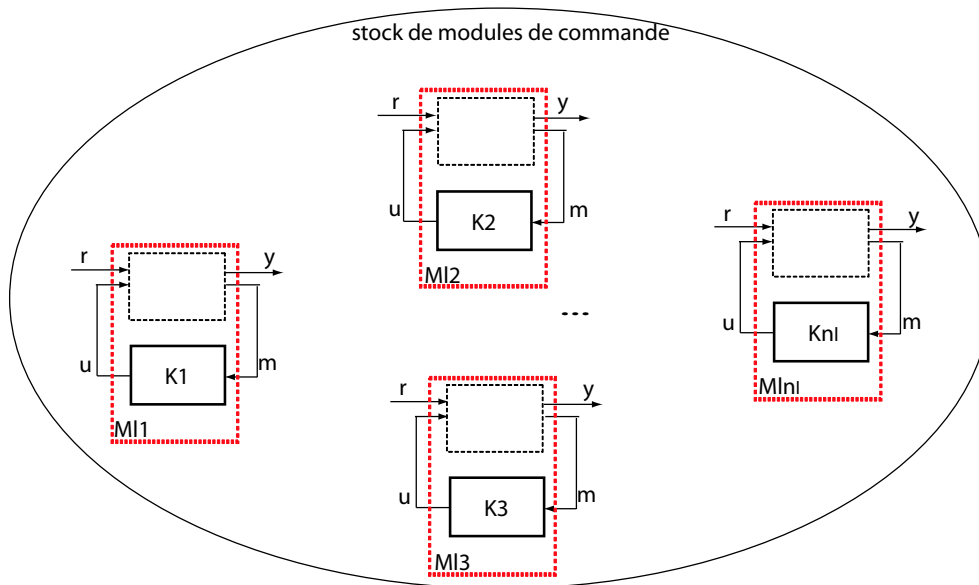 stock de modules de commande
r
y
u
K2
m
Ml2
r
y
u
Knl
m
Mlnl
r
y
u
K1
m
Ml1
...
r
y
u
K3
m
Ml3